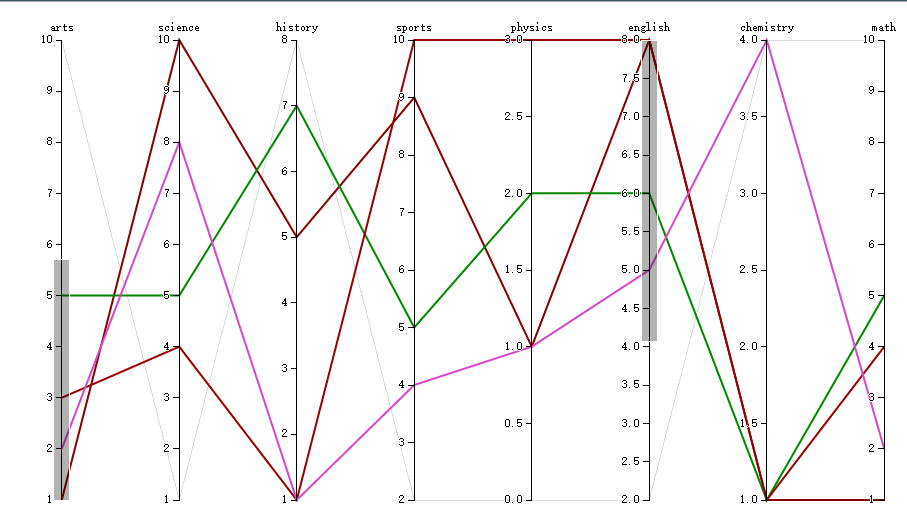 arts science history sports physics english chemistry math
10 10 8 10 3.0 8.0 4.0 10
7.5
9 9 7 9 2.5 7.0 3.5 9
8 8 6 8 6.5 8
7 7 7 2.0 6.0 3.0 7
6 6 5 6 1.5 5.5 2.5 6
5 5 4 5 5.0 5
4.5
4 4 3 4 1.0 4.0 2.0 4
3 3 2 3 0.5 3.5 1.5 3
3.0
2 2 2.5 2
1 1 1 2 0.0 2.0 1.0 1